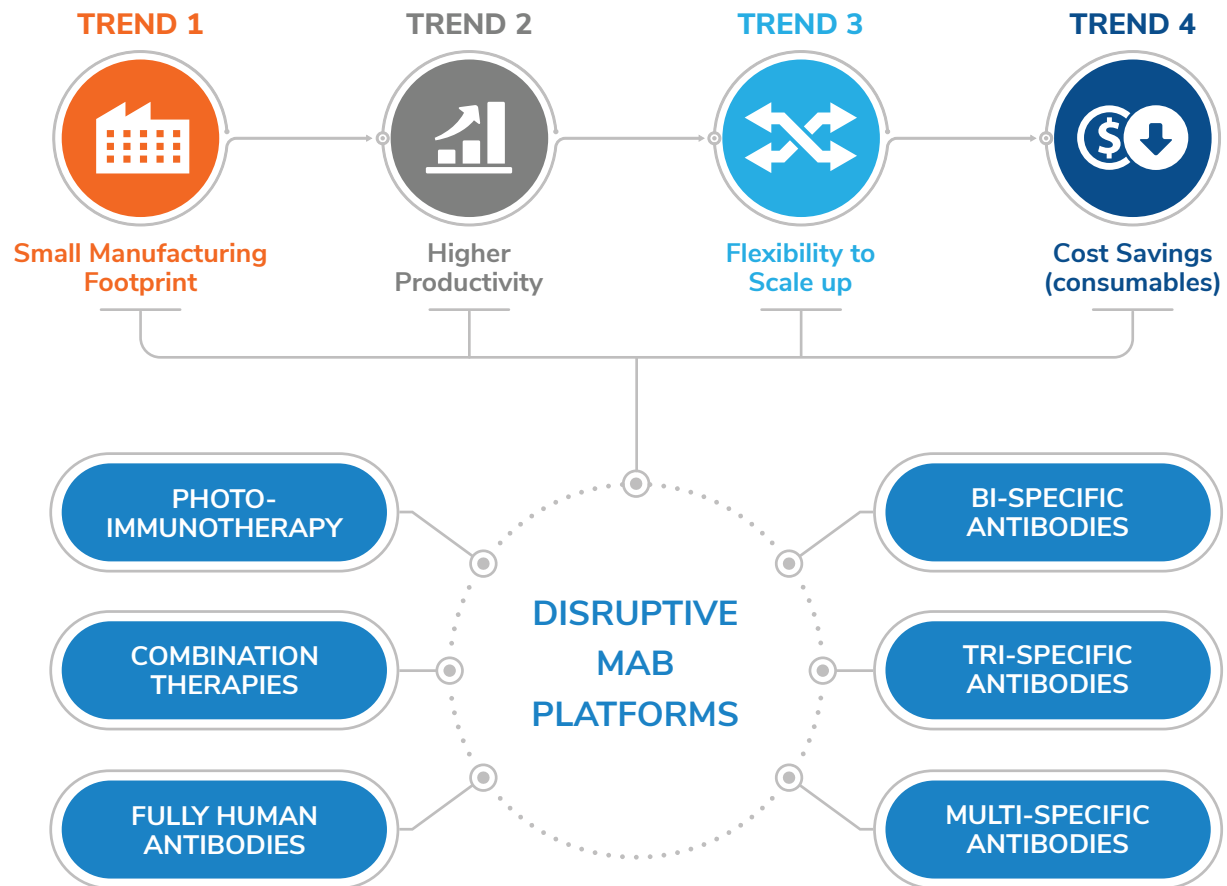 TREND 1
TREND 2
TREND 3
TREND 4
$
Small Manufacturing
Footprint
Higher
Productivity
Flexibility to
Scale up
Cost Savings
(consumables)
PHOTO-
IMMUNOTHERAPY
COMBINATION
THERAPIES
FULLY HUMAN
ANTIBODIES
DISRUPTIVE
MAB
PLATFORMS
BI-SPECIFIC
ANTIBODIES
TRI-SPECIFIC
ANTIBODIES
MULTI-SPECIFIC
ANTIBODIES